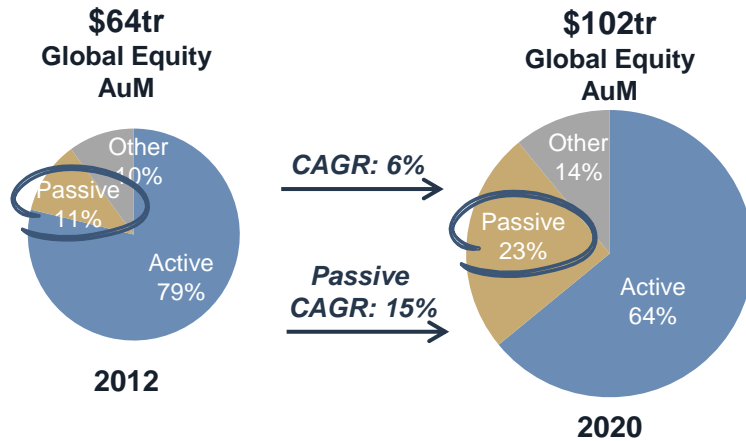 $64tr
Global Equity
AuM
Other
10%
Passive
11%
Active
79%
2012
CAGR: 6%
Passive
CAGR: 15%
$102tr
Global Equity
AuM
Other
14%
Passive
23%
Active
64%
2020